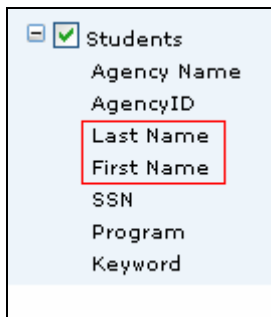 Students
Agency Name
AgencyID
Last Name
First Name
SSN
Program
Keyword